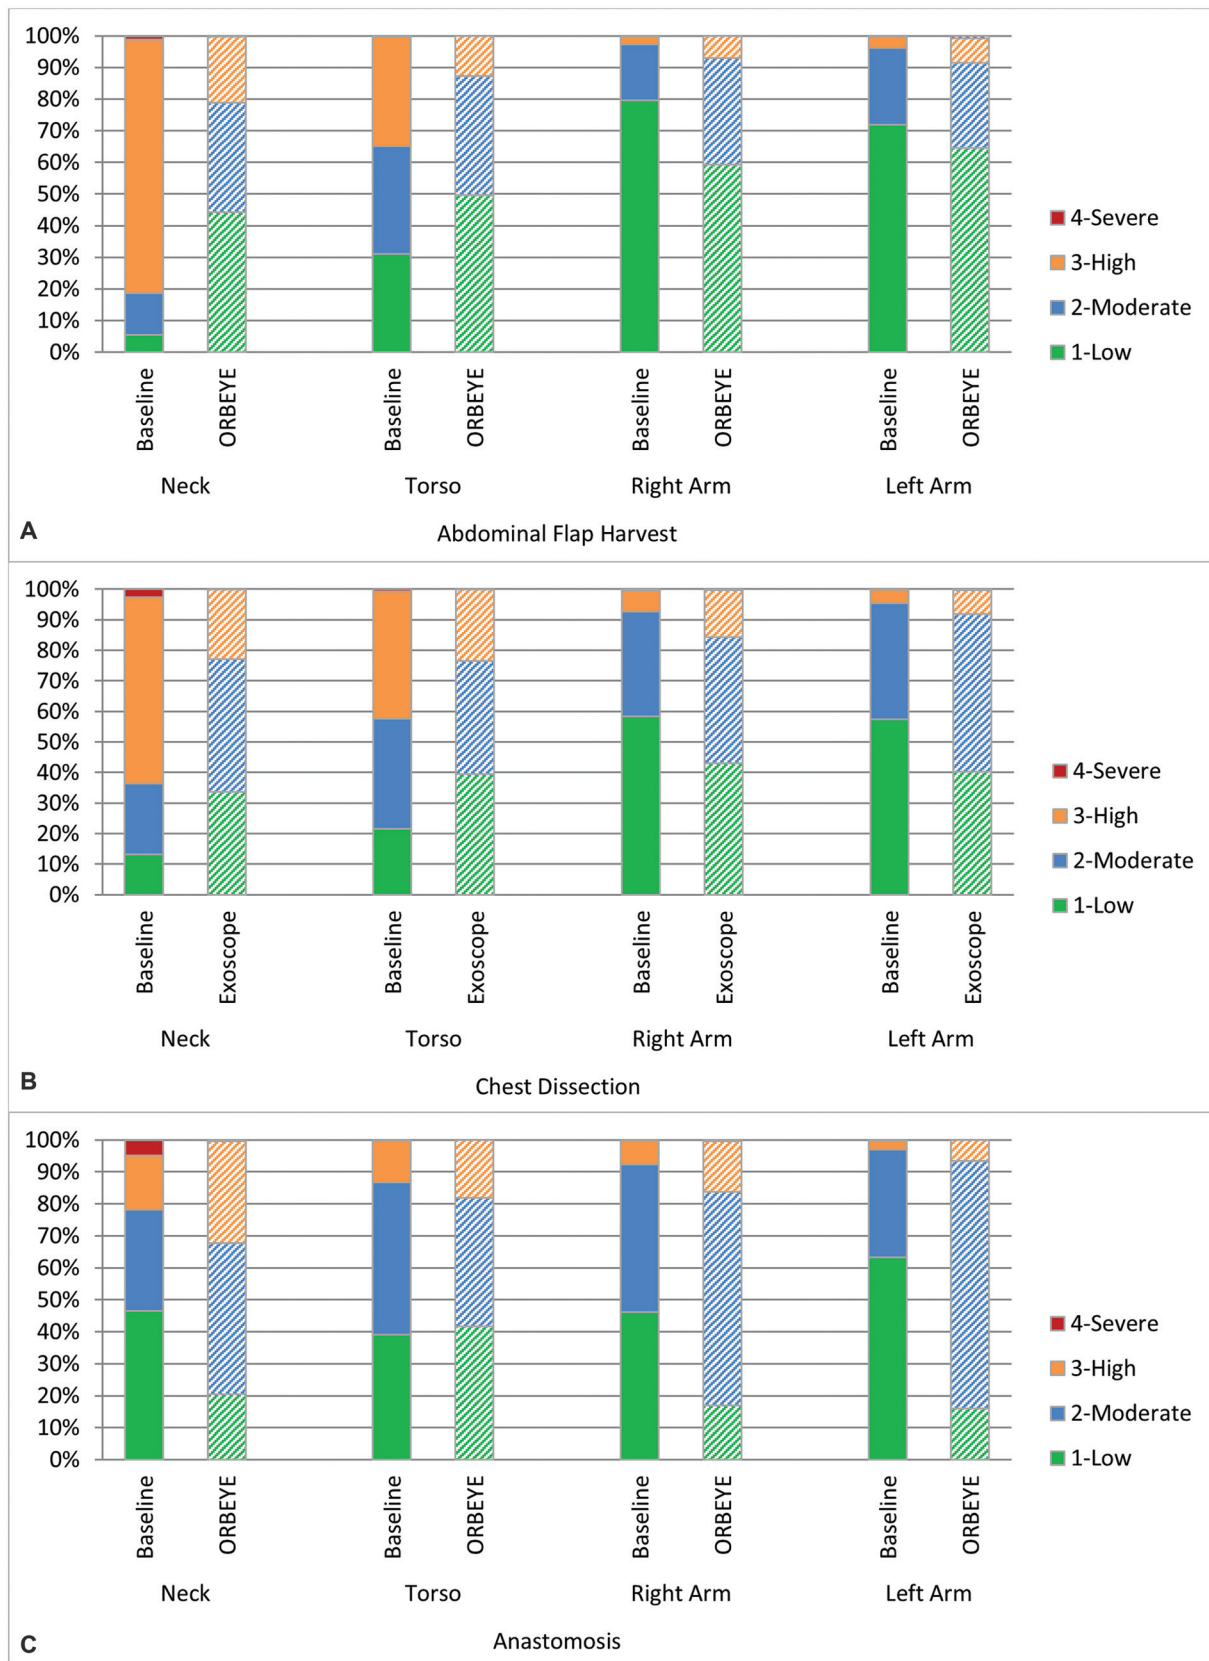 100%
90%
80%
70%
60%
50%
40%
30%
20%
10%
0%
4-Severe
3-High
2-Moderate
1-Low
Baseline
ORBEYE
Baseline
ORBEYE
Baseline
ORBEYE
Baseline
ORBEYE
Neck Torso Right Arm Left Arm
A
Abdominal Flap Harvest
100%
90%
80%
70%
60%
50%
40%
30%
20%
10%
0%
4-Severe
3-High
2-Moderate
1-Low
Baseline
Exoscope
Baseline
Exoscope
Baseline
Exoscope
Baseline
Exoscope
Neck Torso Right Arm Left Arm
B
Chest Dissection
100%
90%
80%
70%
60%
50%
40%
30%
20%
10%
0%
4-Severe
3-High
2-Moderate
1-Low
Baseline
ORBEYE
Baseline
ORBEYE
Baseline
ORBEYE
Baseline
ORBEYE
Neck Torso Right Arm Left Arm
C
Anastomosis